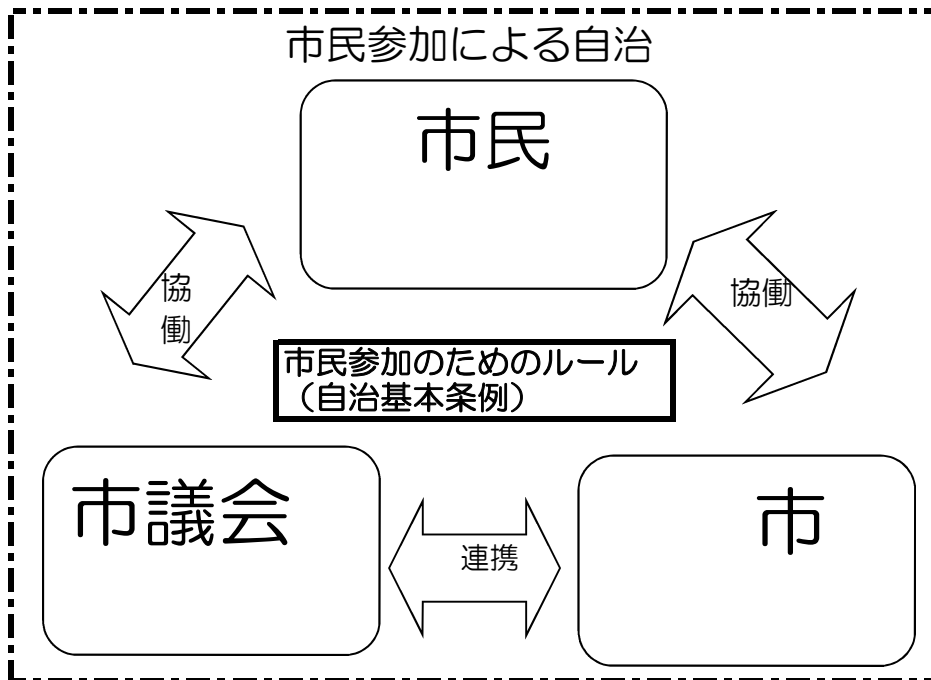 市民参加による自治
市民
協
働
協働
市民参加のためのルール
（自治基本条例）
市議会
連携
市